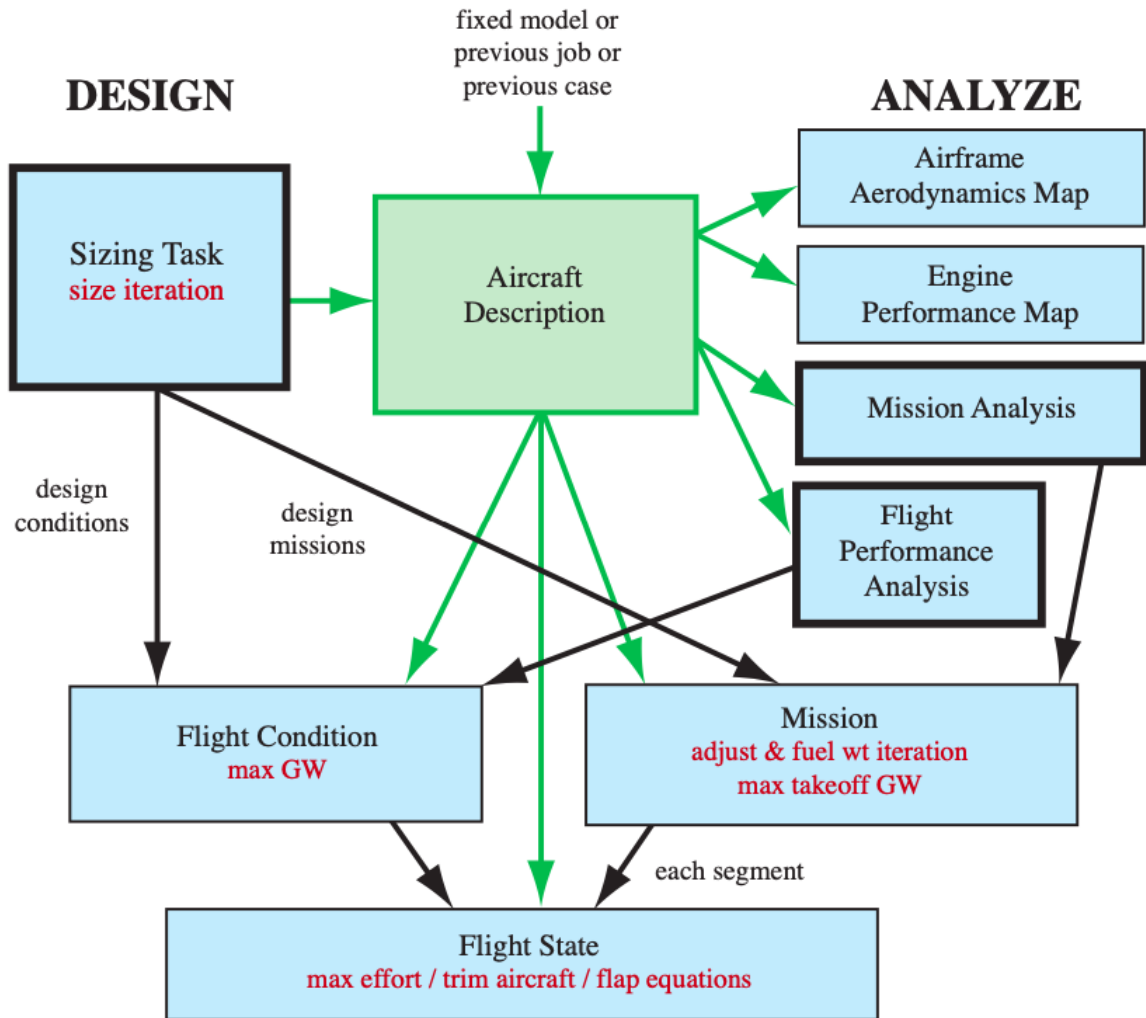 fixed model or
previous job or
previous case
DESIGN
ANALYZE
Sizing Task
size iteration
Aircraft
Description
Airframe
Aerodynamics Map
Engine
Performance Map
Mission Analysis
Flight
Performance
Analysis
design
conditions
design
missions
Flight Condition
max GW
Mission
adjust & fuel wt iteration
max takeoff GW
each segment
Flight State
max effort / trim aircraft / flap equations